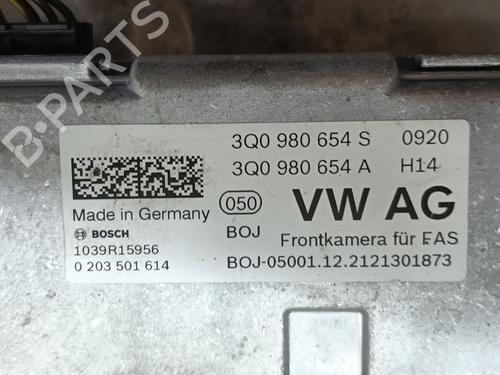 3Q0 980 654 S 0920
3Q0 980 654 A H14
Made in Germany 050 VW AG
BOSCH BOJ Frontkamera für FAS
1039R15956
0 203 501 614 BOJ-05001.12.2121301873
B-PARTS